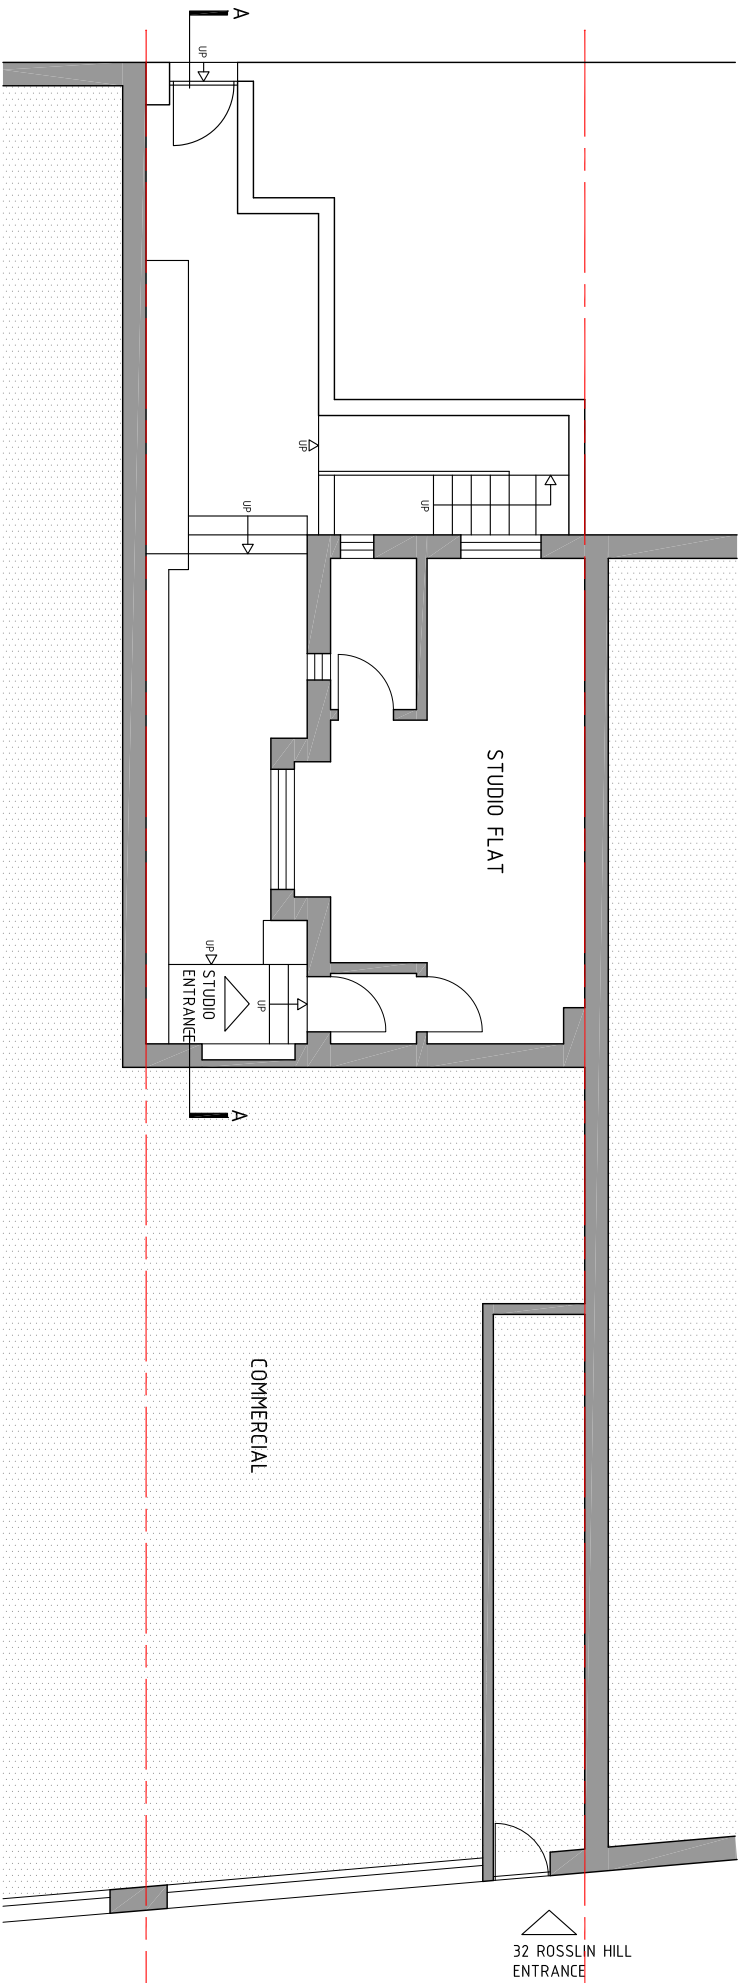 A
UP
UP
UP
UP
STUDIO FLAT
UP
STUDIO
ENTRANCE
UP
A
COMMERCIAL
32 ROSSLIN HILL
ENTRANCE